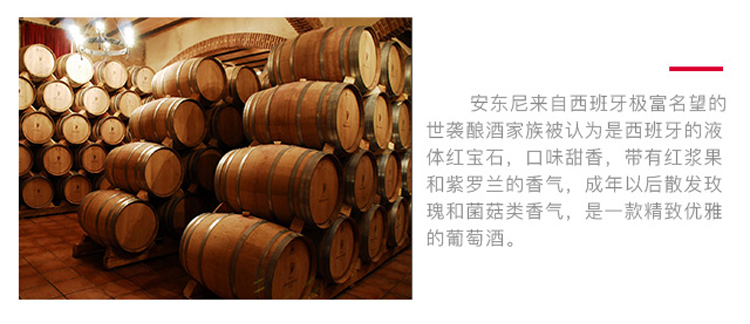 安东尼来自西班牙极富名望的
世袭酿酒家族被认为是西班牙的液
体红宝石，口味甜香，带有红浆果
和紫罗兰的香气，成年以后散发玫
瑰和菌菇类香气，是一款精致优雅
的葡萄酒。